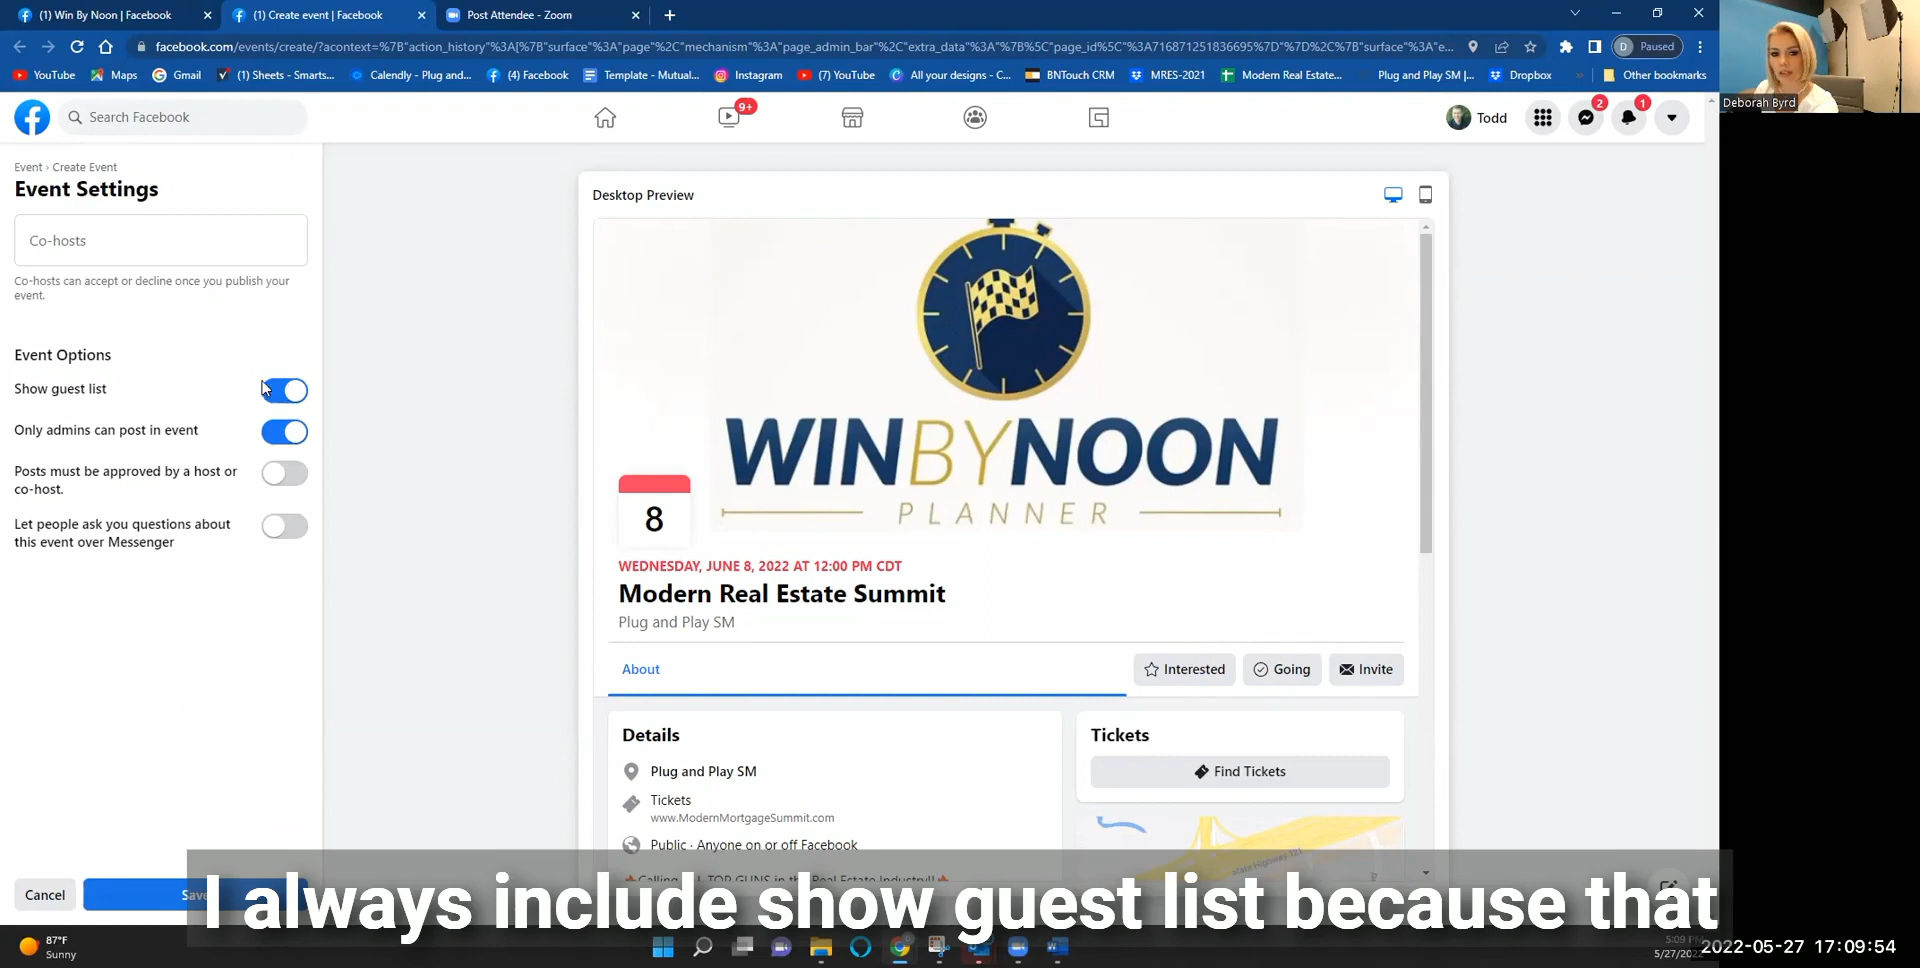 (1) Win By Noon | Facebook
(1) Create event | Facebook
Post Attendee - Zoom
facebook.com/events/create/?acontext=%7B"action_history"%3A[%7B"surface"%3A"page"%2C"mechanism"%3A"page_admin_bar"%2C"extra_data"%3A"%7B%5C"page_id%5C"%3A716871251836695%7D"%7D%2C%7B"surface"%3A"e...
D Paused
YouTube
Maps
Gmail
(1) Sheets - Smarts...
Calendly - Plug and...
(4) Facebook
Template - Mutual...
Instagram
(7) YouTube
All your designs - C...
BNTouch CRM
MRES-2021
Modern Real Estate...
Plug and Play SM |...
Dropbox
Other bookmarks
Deborah Byrd
Search Facebook
9+
Todd
2
1
Event › Create Event
Event Settings
Co-hosts
Co-hosts can accept or decline once you publish your
event.
Event Options
Show guest list
Only admins can post in event
Posts must be approved by a host or
co-host.
Let people ask you questions about
this event over Messenger
Cancel
Save
Desktop Preview
WINBYNOON
PLANNER
8
WEDNESDAY, JUNE 8, 2022 AT 12:00 PM CDT
Modern Real Estate Summit
Plug and Play SM
About
Interested
Going
Invite
Details
Plug and Play SM
Tickets
www.ModernMortgageSummit.com
Public · Anyone on or off Facebook
Tickets
Find Tickets
State Highway 121
I always include show guest list because that
87°F
Sunny
5:09 PM
5/27/2022
2022-05-27 17:09:54